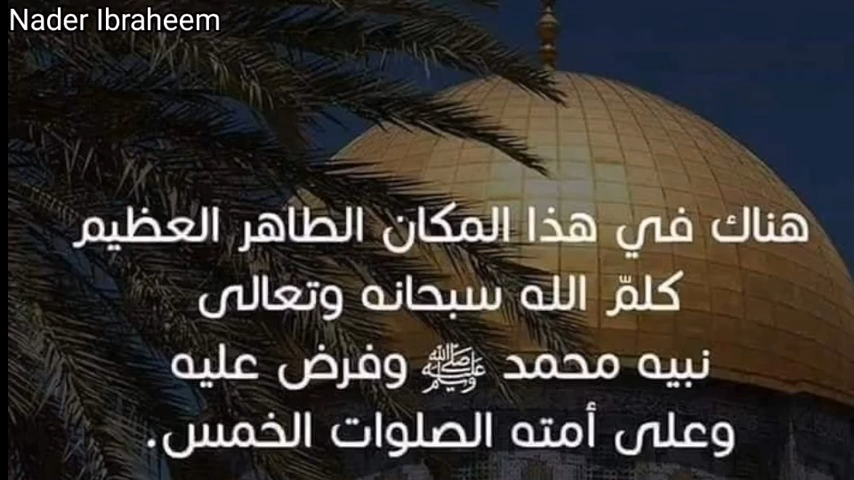 Nader Ibraheem
هناك في هذا المكان الطاهر العظيم
كلمّ الله سبحانه وتعالى
نبيه محمد ﷺ وفرض عليه
وعلى أمته الصلوات الخمس.